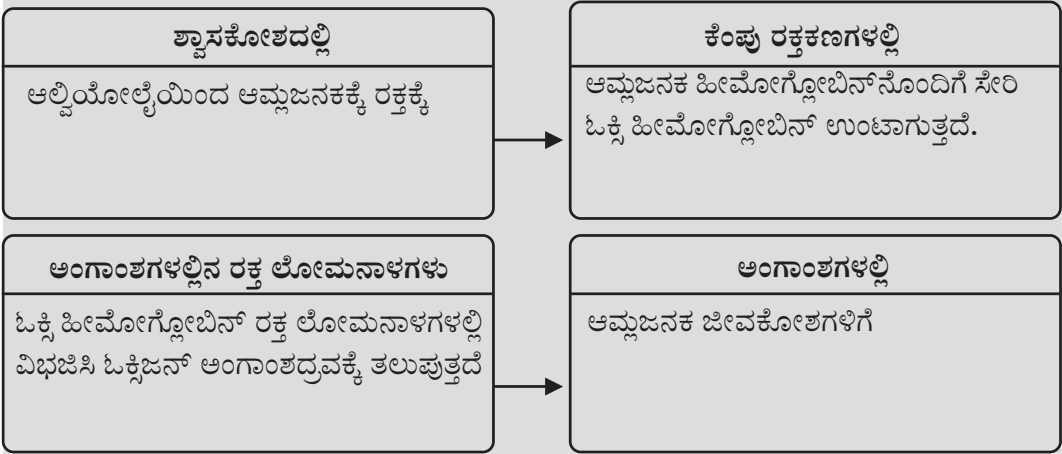 ಶ್ವಾಸಕೋಶದಲ್ಲಿ
ಆಲ್ವಿಯೋಲೈಯಿಂದ ಆಮ್ಲಜನಕಕ್ಕೆ ರಕ್ತಕ್ಕೆ
ಕೆಂಪು ರಕ್ತಕಣಗಳಲ್ಲಿ
ಆಮ್ಲಜನಕ ಹೀಮೋಗ್ಲೋಬಿನ್‌ನೊಂದಿಗೆ ಸೇರಿ
ಓಕ್ಸಿ ಹೀಮೋಗ್ಲೋಬಿನ್ ಉಂಟಾಗುತ್ತದೆ.
ಅಂಗಾಂಶಗಳಲ್ಲಿನ ರಕ್ತ ಲೋಮನಾಳಗಳು
ಓಕ್ಸಿ ಹೀಮೋಗ್ಲೋಬಿನ್ ರಕ್ತ ಲೋಮನಾಳಗಳಲ್ಲಿ
ವಿಭಜಿಸಿ ಓಕ್ಸಿಜನ್ ಅಂಗಾಂಶದ್ರವಕ್ಕೆ ತಲುಪುತ್ತದೆ
ಅಂಗಾಂಶಗಳಲ್ಲಿ
ಆಮ್ಲಜನಕ ಜೀವಕೋಶಗಳಿಗೆ